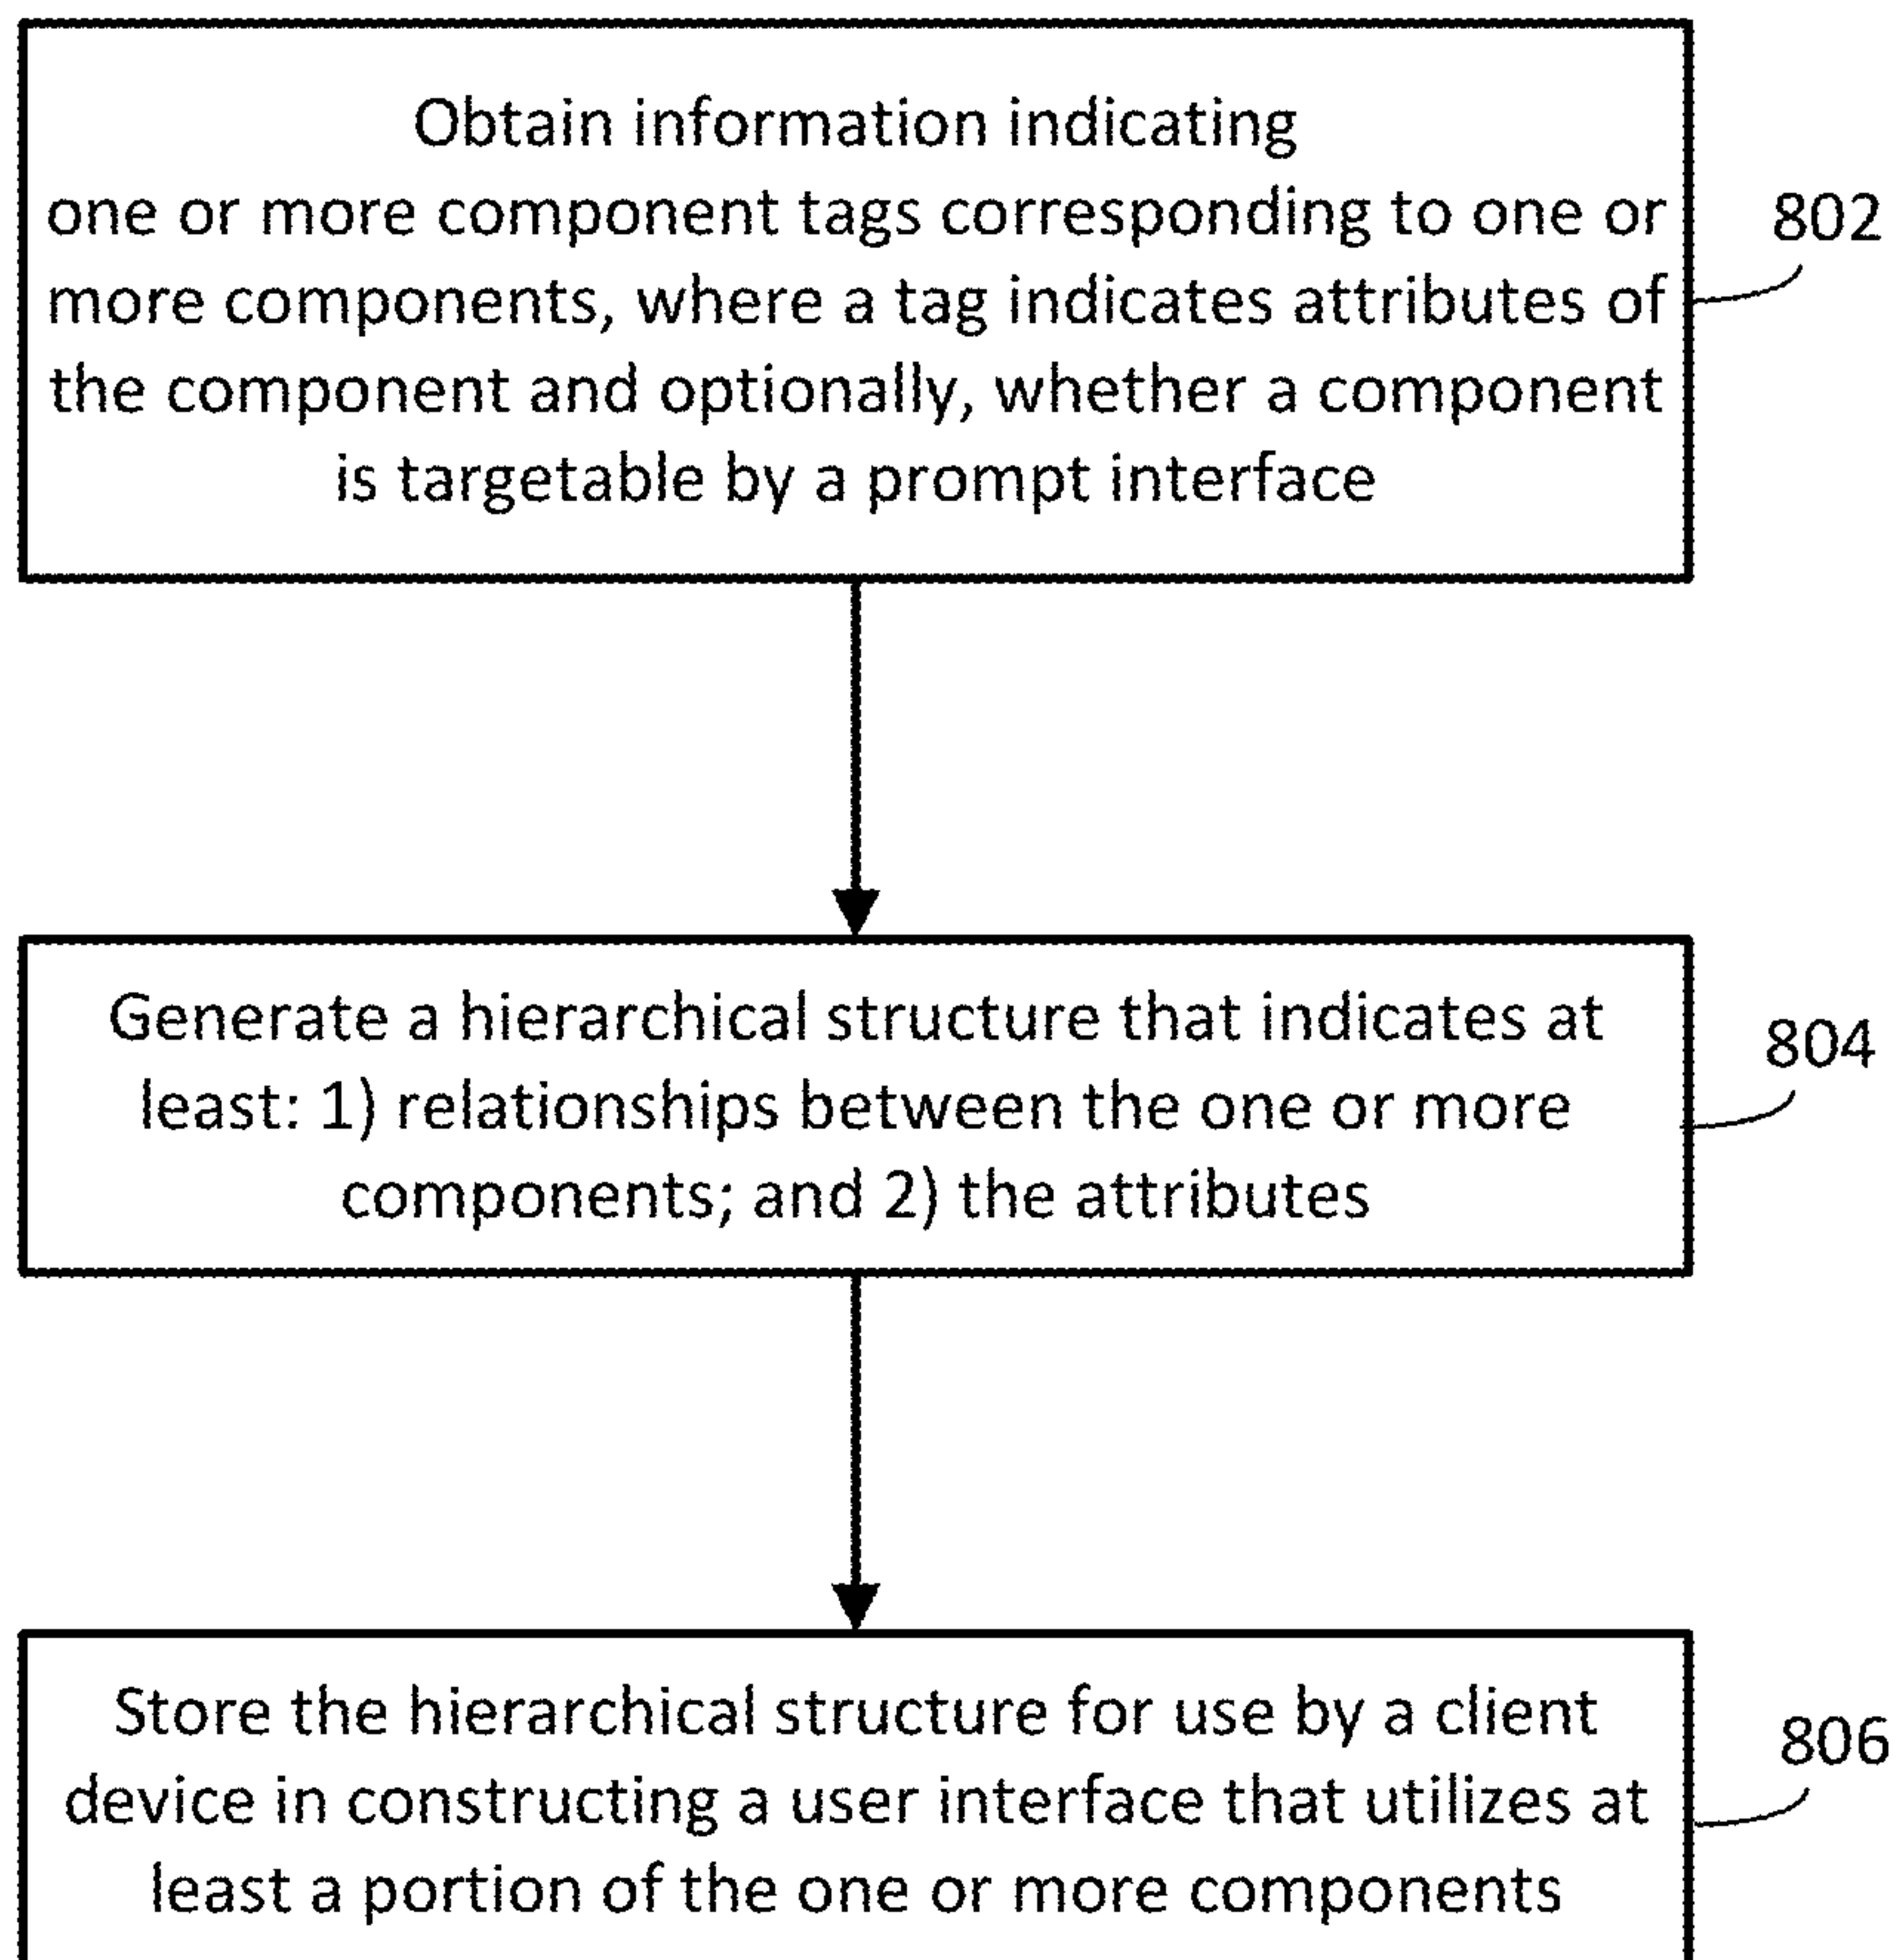 Obtain information indicating
one or more component tags corresponding to one or
more components, where a tag indicates attributes of
the component and optionally, whether a component
is targetable by a prompt interface
802
Generate a hierarchical structure that indicates at
least: 1) relationships between the one or more
components; and 2) the attributes
804
Store the hierarchical structure for use by a client
device in constructing a user interface that utilizes at
least a portion of the one or more components
806